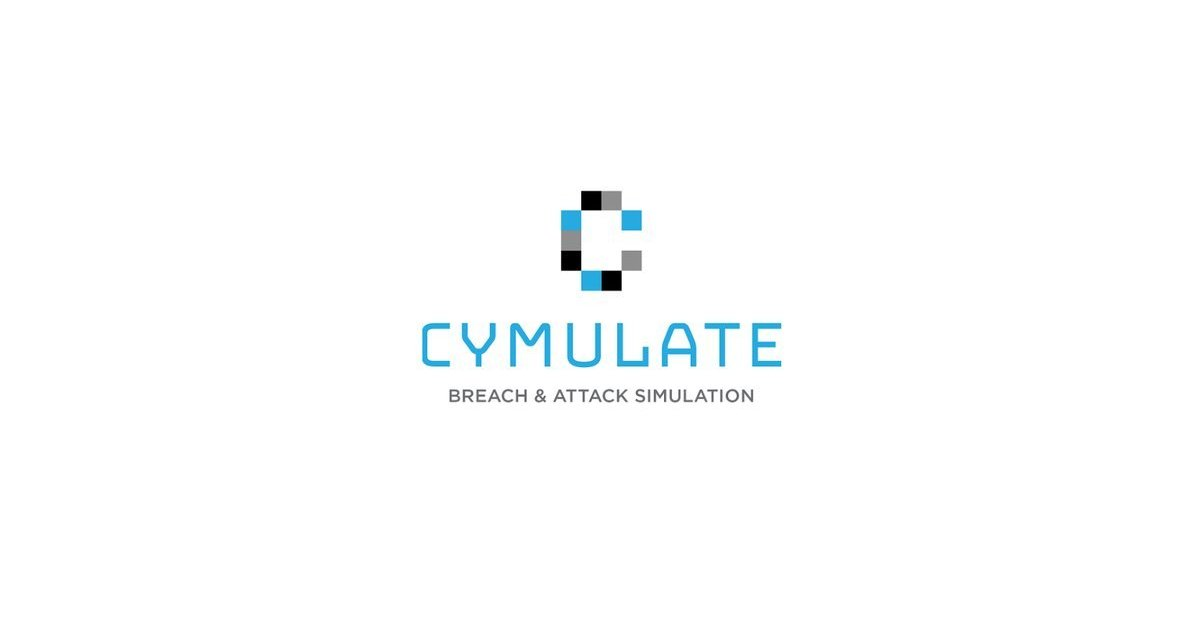 CYMULATE
BREACH & ATTACK SIMULATION